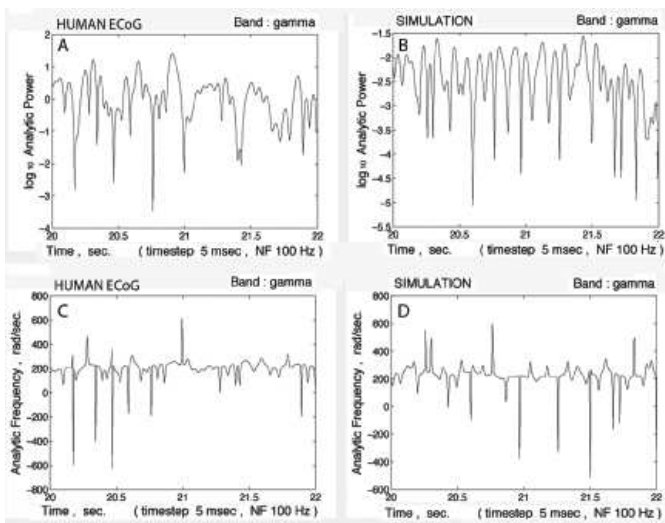 HUMAN ECoG Band : gamma
A
log 10 Analytic Power
2
1
0
-1
-2
-3
-4
20 20.5 21 21.5 22
Time , sec. ( timestep 5 msec , NF 100 Hz )
SIMULATION Band : gamma
B
log 10 Analytic Power
-1.5
-2
-2.5
-3
-3.5
-4
-4.5
-5
-5.5
20 20.5 21 21.5 22
Time , sec. ( timestep 5 msec , NF 100 Hz )
HUMAN ECoG Band : gamma
C
Analytic Frequency , rad/sec.
800
600
400
200
0
-200
-400
-600
-800
20 20.5 21 21.5 22
Time , sec. ( timestep 5 msec , NF 100 Hz )
SIMULATION Band : gamma
D
Analytic Frequency , rad/sec.
800
600
400
200
0
-200
-400
-600
20 20.5 21 21.5 22
Time , sec. ( timestep 5 msec , NF 100 Hz )